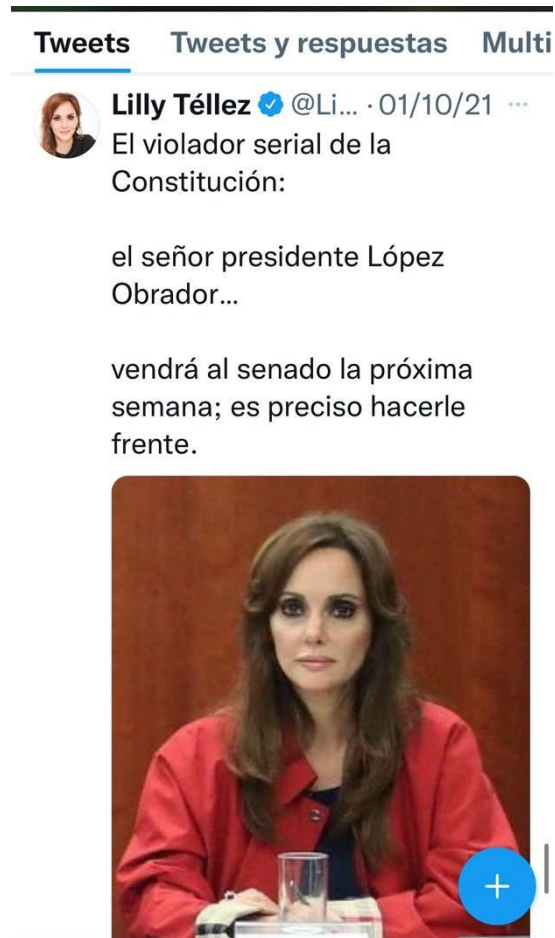 Tweets Tweets y respuestas Multi
Lilly Téllez @Li... · 01/10/21 ...
El violador serial de la
Constitución:
el señor presidente López
Obrador...
vendrá al senado la próxima
semana; es preciso hacerle
frente.